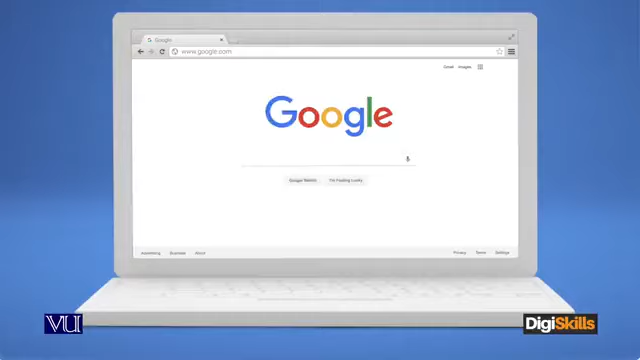 Google
www.google.com
Gmail Images
Google
Google Search I'm Feeling Lucky
Advertising Business About
Privacy Terms Settings
VU
DigiSkills